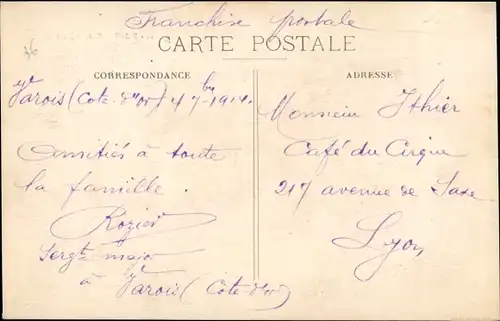 Franchise postale
CARTE POSTALE
CORRESPONDANCE
Varois (Cote-d'or) 4 7bre 1914.
Amitiés à toute
la famille.
Rozier
Sergt major
à Varois (Cote d'or)
ADRESSE
Monsieur Ithier
Café du Cirque
217 avenue de Saxe
Lyon